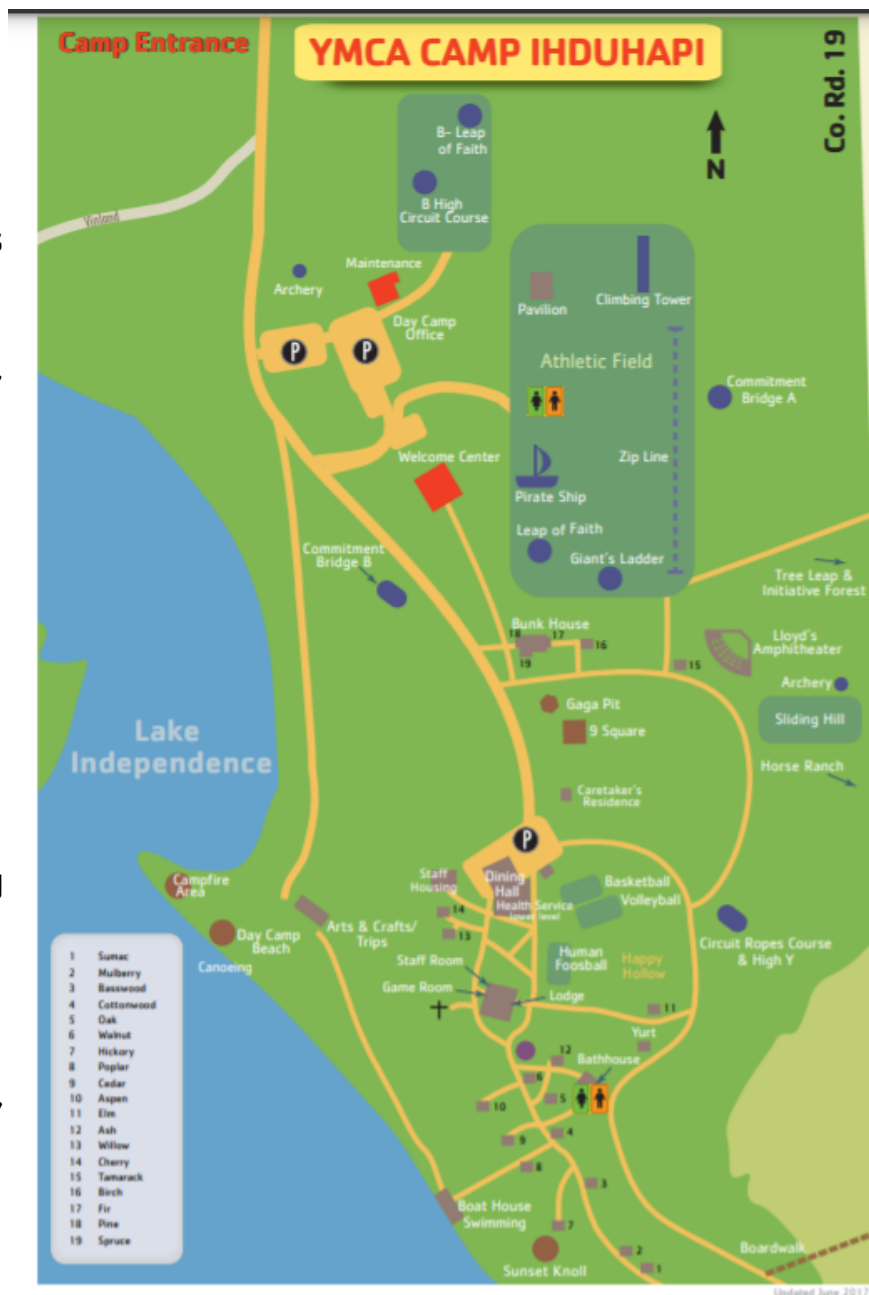 Camp Entrance
YMCA CAMP IHDUHAPI
Co. Rd. 19
B- Leap
of Faith
N
B High
Circuit Course
Vinland
Maintenance
Archery
Pavilion
Climbing Tower
Day Camp
Office
P
P
Athletic Field
Commitment
Bridge A
Welcome Center
Zip Line
Pirate Ship
Leap of Faith
Giant's Ladder
Commitment
Bridge B
Tree Leap &
Initiative Forest
Bunk House
18
17
16
19
15
Lloyd's
Amphitheater
Archery
Gaga Pit
Sliding Hill
9 Square
Lake
Independence
Horse Ranch
Caretaker's
Residence
P
Staff
Housing
Dining
Hall
Health Service
lower level
Basketball
Volleyball
Campfire
Area
14
13
Arts & Crafts/
Trips
Day Camp
Beach
Canoeing
Circuit Ropes Course
& High Y
Staff Room
Human
Foosball
Happy
Hollow
Game Room
Lodge
11
Yurt
12
Bathhouse
6
5
10
4
9
8
3
Boat House
Swimming
7
Sunset Knoll
2
1
Boardwalk
1 Sumac
2 Mulberry
3 Basswood
4 Cottonwood
5 Oak
6 Walnut
7 Hickory
8 Poplar
9 Cedar
10 Aspen
11 Elm
12 Ash
13 Willow
14 Cherry
15 Tamarack
16 Birch
17 Fir
18 Pine
19 Spruce
Updated June 2017